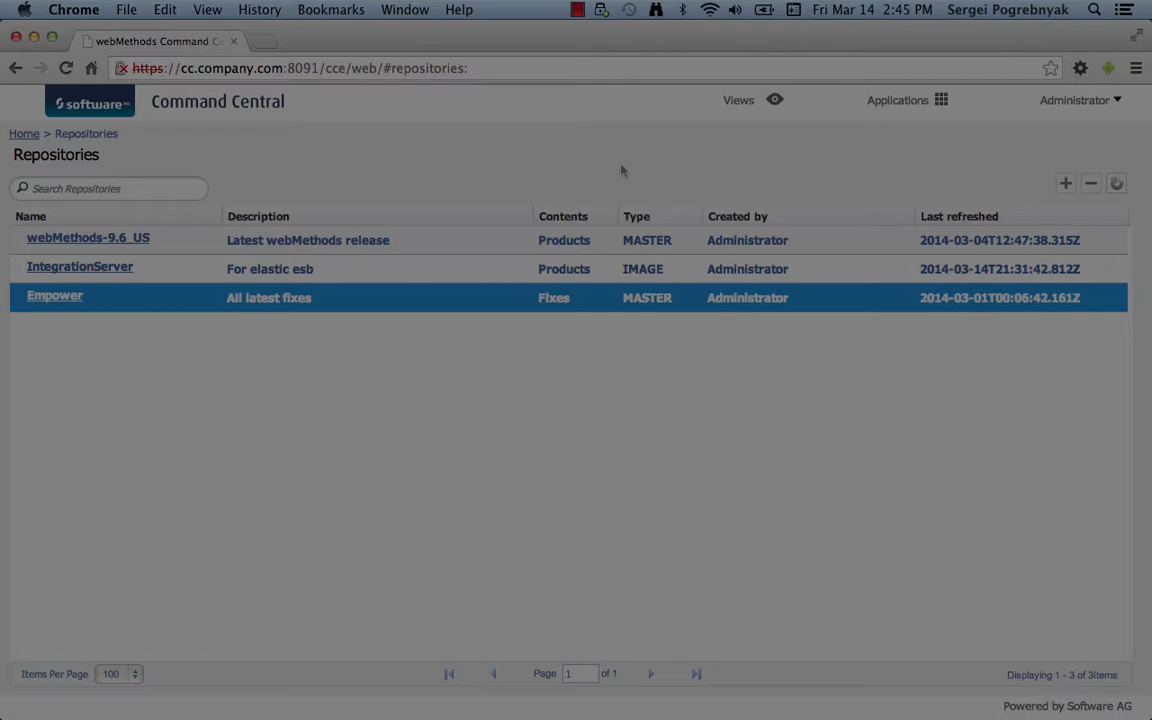 Chrome File Edit View History Bookmarks Window Help Fri Mar 14 2:45 PM Sergei Pogrebnyak
webMethods Command Ce
https://cc.company.com:8091/cce/web/#repositories:
software AG Command Central Views Applications Administrator
Home > Repositories
Repositories
Search Repositories
Name Description Contents Type Created by Last refreshed
webMethods-9.6_US Latest webMethods release Products MASTER Administrator 2014-03-04T12:47:38.315Z
IntegrationServer For elastic esb Products IMAGE Administrator 2014-03-14T21:31:42.812Z
Empower All latest fixes Fixes MASTER Administrator 2014-03-01T00:06:42.161Z
Items Per Page 100 Page 1 of 1 Displaying 1 - 3 of 3Items
Powered by Software AG